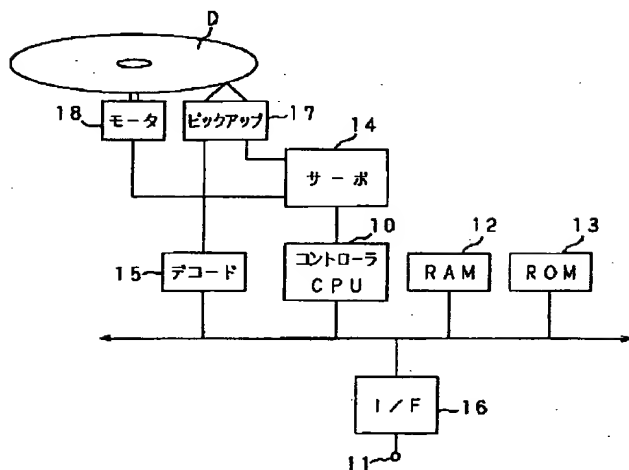 D
18 モータ
ピックアップ 17
14
サーボ
10
12
13
15 デコード
コントローラ
CPU
RAM
ROM
I/F
16
11